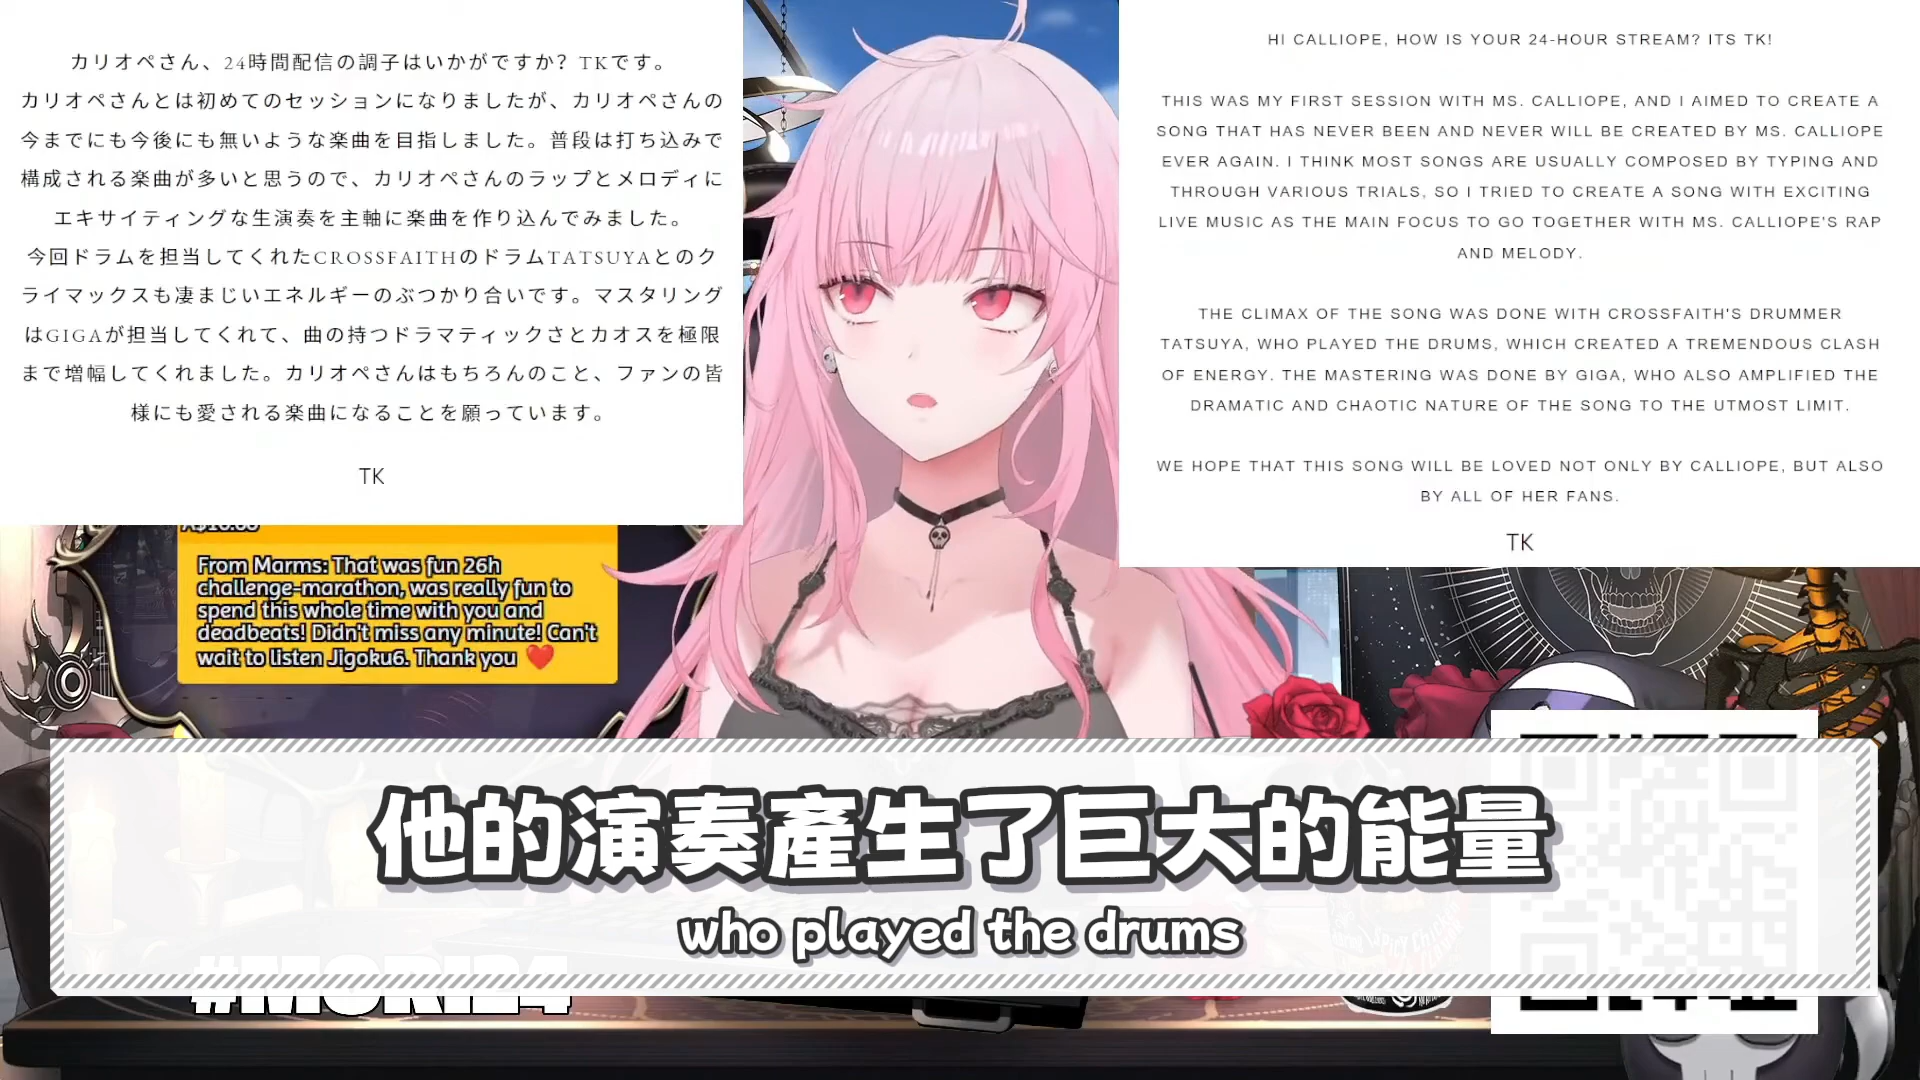 カリオペさん、24時間配信の調子はいかがですか? TKです。
カリオペさんとは初めてのセッションになりましたが、カリオペさんの
今までにも今後にも無いような楽曲を目指しました。普段は打ち込みで
構成される楽曲が多いと思うので、カリオペさんのラップとメロディに
エキサイティングな生演奏を主軸に楽曲を作り込んでみました。
今回ドラムを担当してくれたCROSSFAITHのドラムTATSUYAとのク
ライマックスも凄まじいエネルギーのぶつかり合いです。マスタリング
はGIGAが担当してくれて、曲の持つドラマティックさとカオスを極限
まで増幅してくれました。カリオペさんはもちろんのこと、ファンの皆
様にも愛される楽曲になることを願っています。
TK
HI CALLIOPE, HOW IS YOUR 24-HOUR STREAM? ITS TK!
THIS WAS MY FIRST SESSION WITH MS. CALLIOPE, AND I AIMED TO CREATE A
SONG THAT HAS NEVER BEEN AND NEVER WILL BE CREATED BY MS. CALLIOPE
EVER AGAIN. I THINK MOST SONGS ARE USUALLY COMPOSED BY TYPING AND
THROUGH VARIOUS TRIALS, SO I TRIED TO CREATE A SONG WITH EXCITING
LIVE MUSIC AS THE MAIN FOCUS TO GO TOGETHER WITH MS. CALLIOPE'S RAP
AND MELODY.
THE CLIMAX OF THE SONG WAS DONE WITH CROSSFAITH'S DRUMMER
TATSUYA, WHO PLAYED THE DRUMS, WHICH CREATED A TREMENDOUS CLASH
OF ENERGY. THE MASTERING WAS DONE BY GIGA, WHO ALSO AMPLIFIED THE
DRAMATIC AND CHAOTIC NATURE OF THE SONG TO THE UTMOST LIMIT.
WE HOPE THAT THIS SONG WILL BE LOVED NOT ONLY BY CALLIOPE, BUT ALSO
BY ALL OF HER FANS.
TK
From Marms: That was fun 26h
challenge-marathon, was really fun to
spend this whole time with you and
deadbeats! Didn't miss any minute! Can't
wait to listen Jigoku6. Thank you ❤️
他的演奏產生了巨大的能量
who played the drums
#MORI24